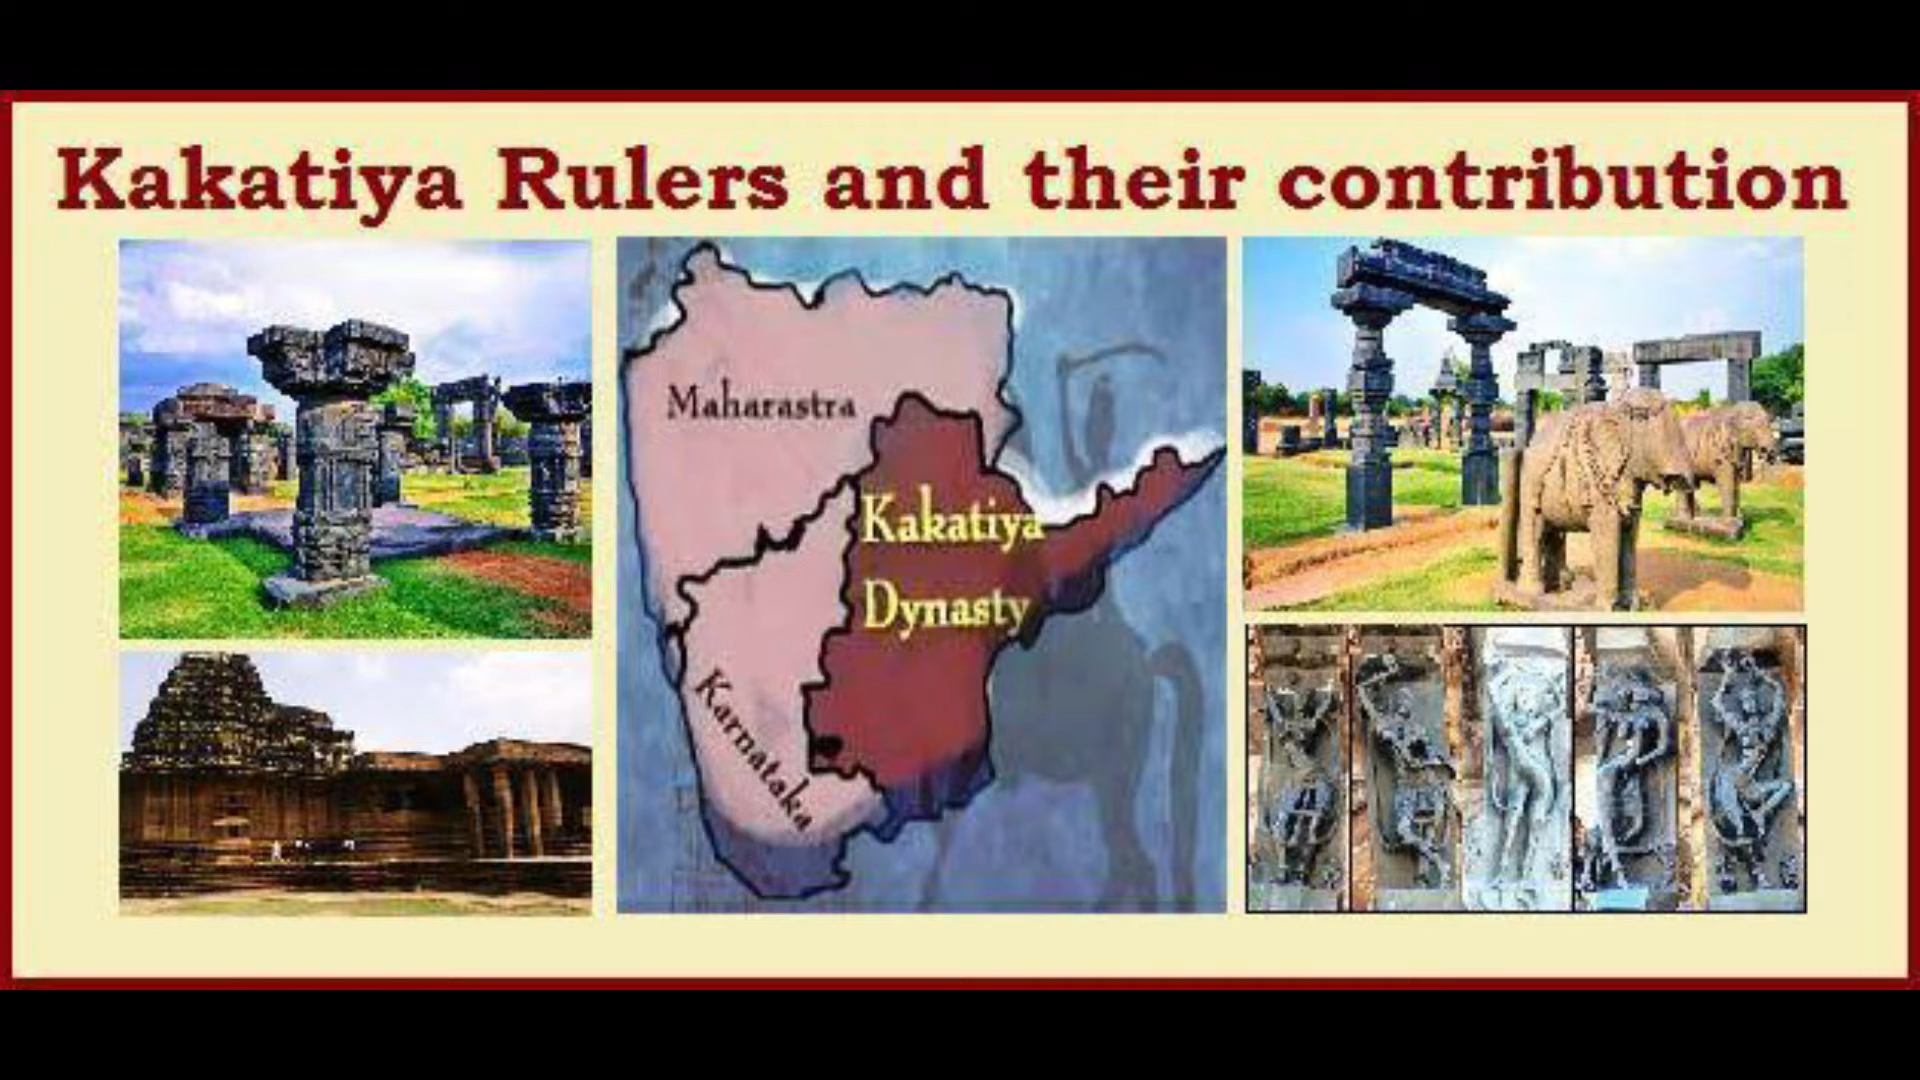 Kakatiya Rulers and their contribution
Maharastra
Kakatiya
Dynasty
Karnataka